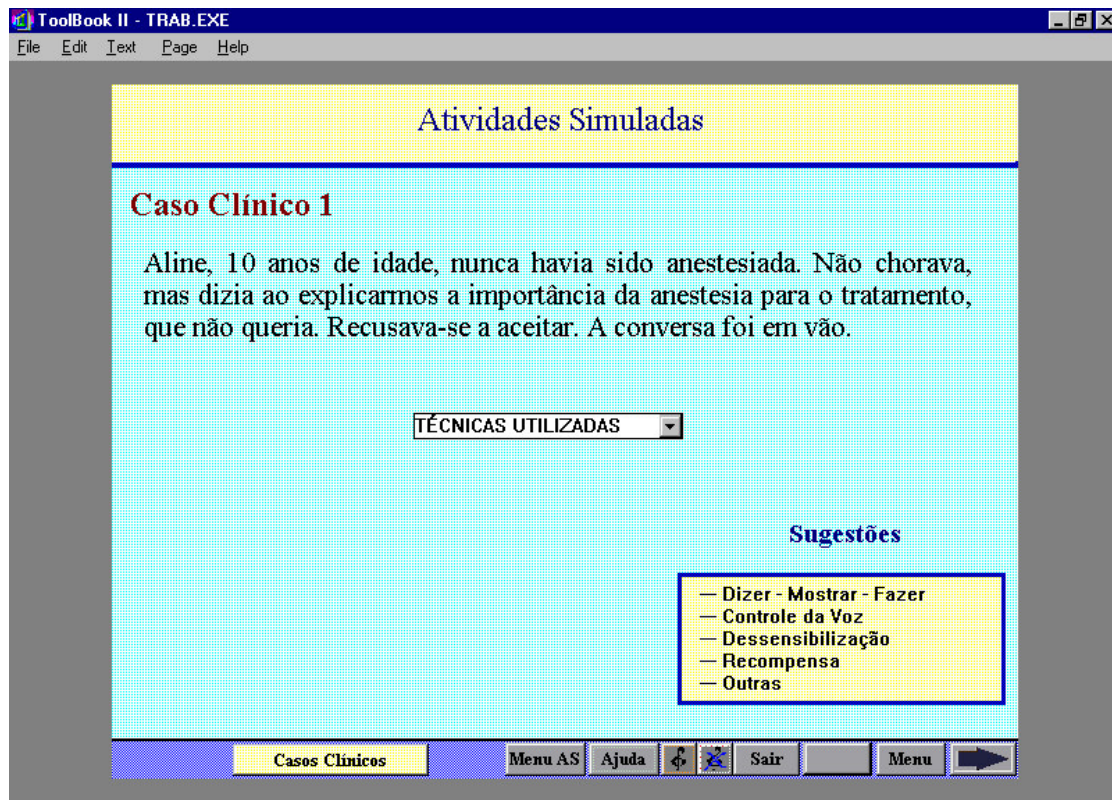 ToolBook II - TRAB.EXE
File Edit Text Page Help
Atividades Simuladas
Caso Clínico 1
Aline, 10 anos de idade, nunca havia sido anestesiada. Não chorava,
mas dizia ao explicarmos a importância da anestesia para o tratamento,
que não queria. Recusava-se a aceitar. A conversa foi em vão.
TÉCNICAS UTILIZADAS
Sugestões
— Dizer - Mostrar - Fazer
— Controle da Voz
— Dessensibilização
— Recompensa
— Outras
Casos Clínicos Menu AS Ajuda Sair Menu